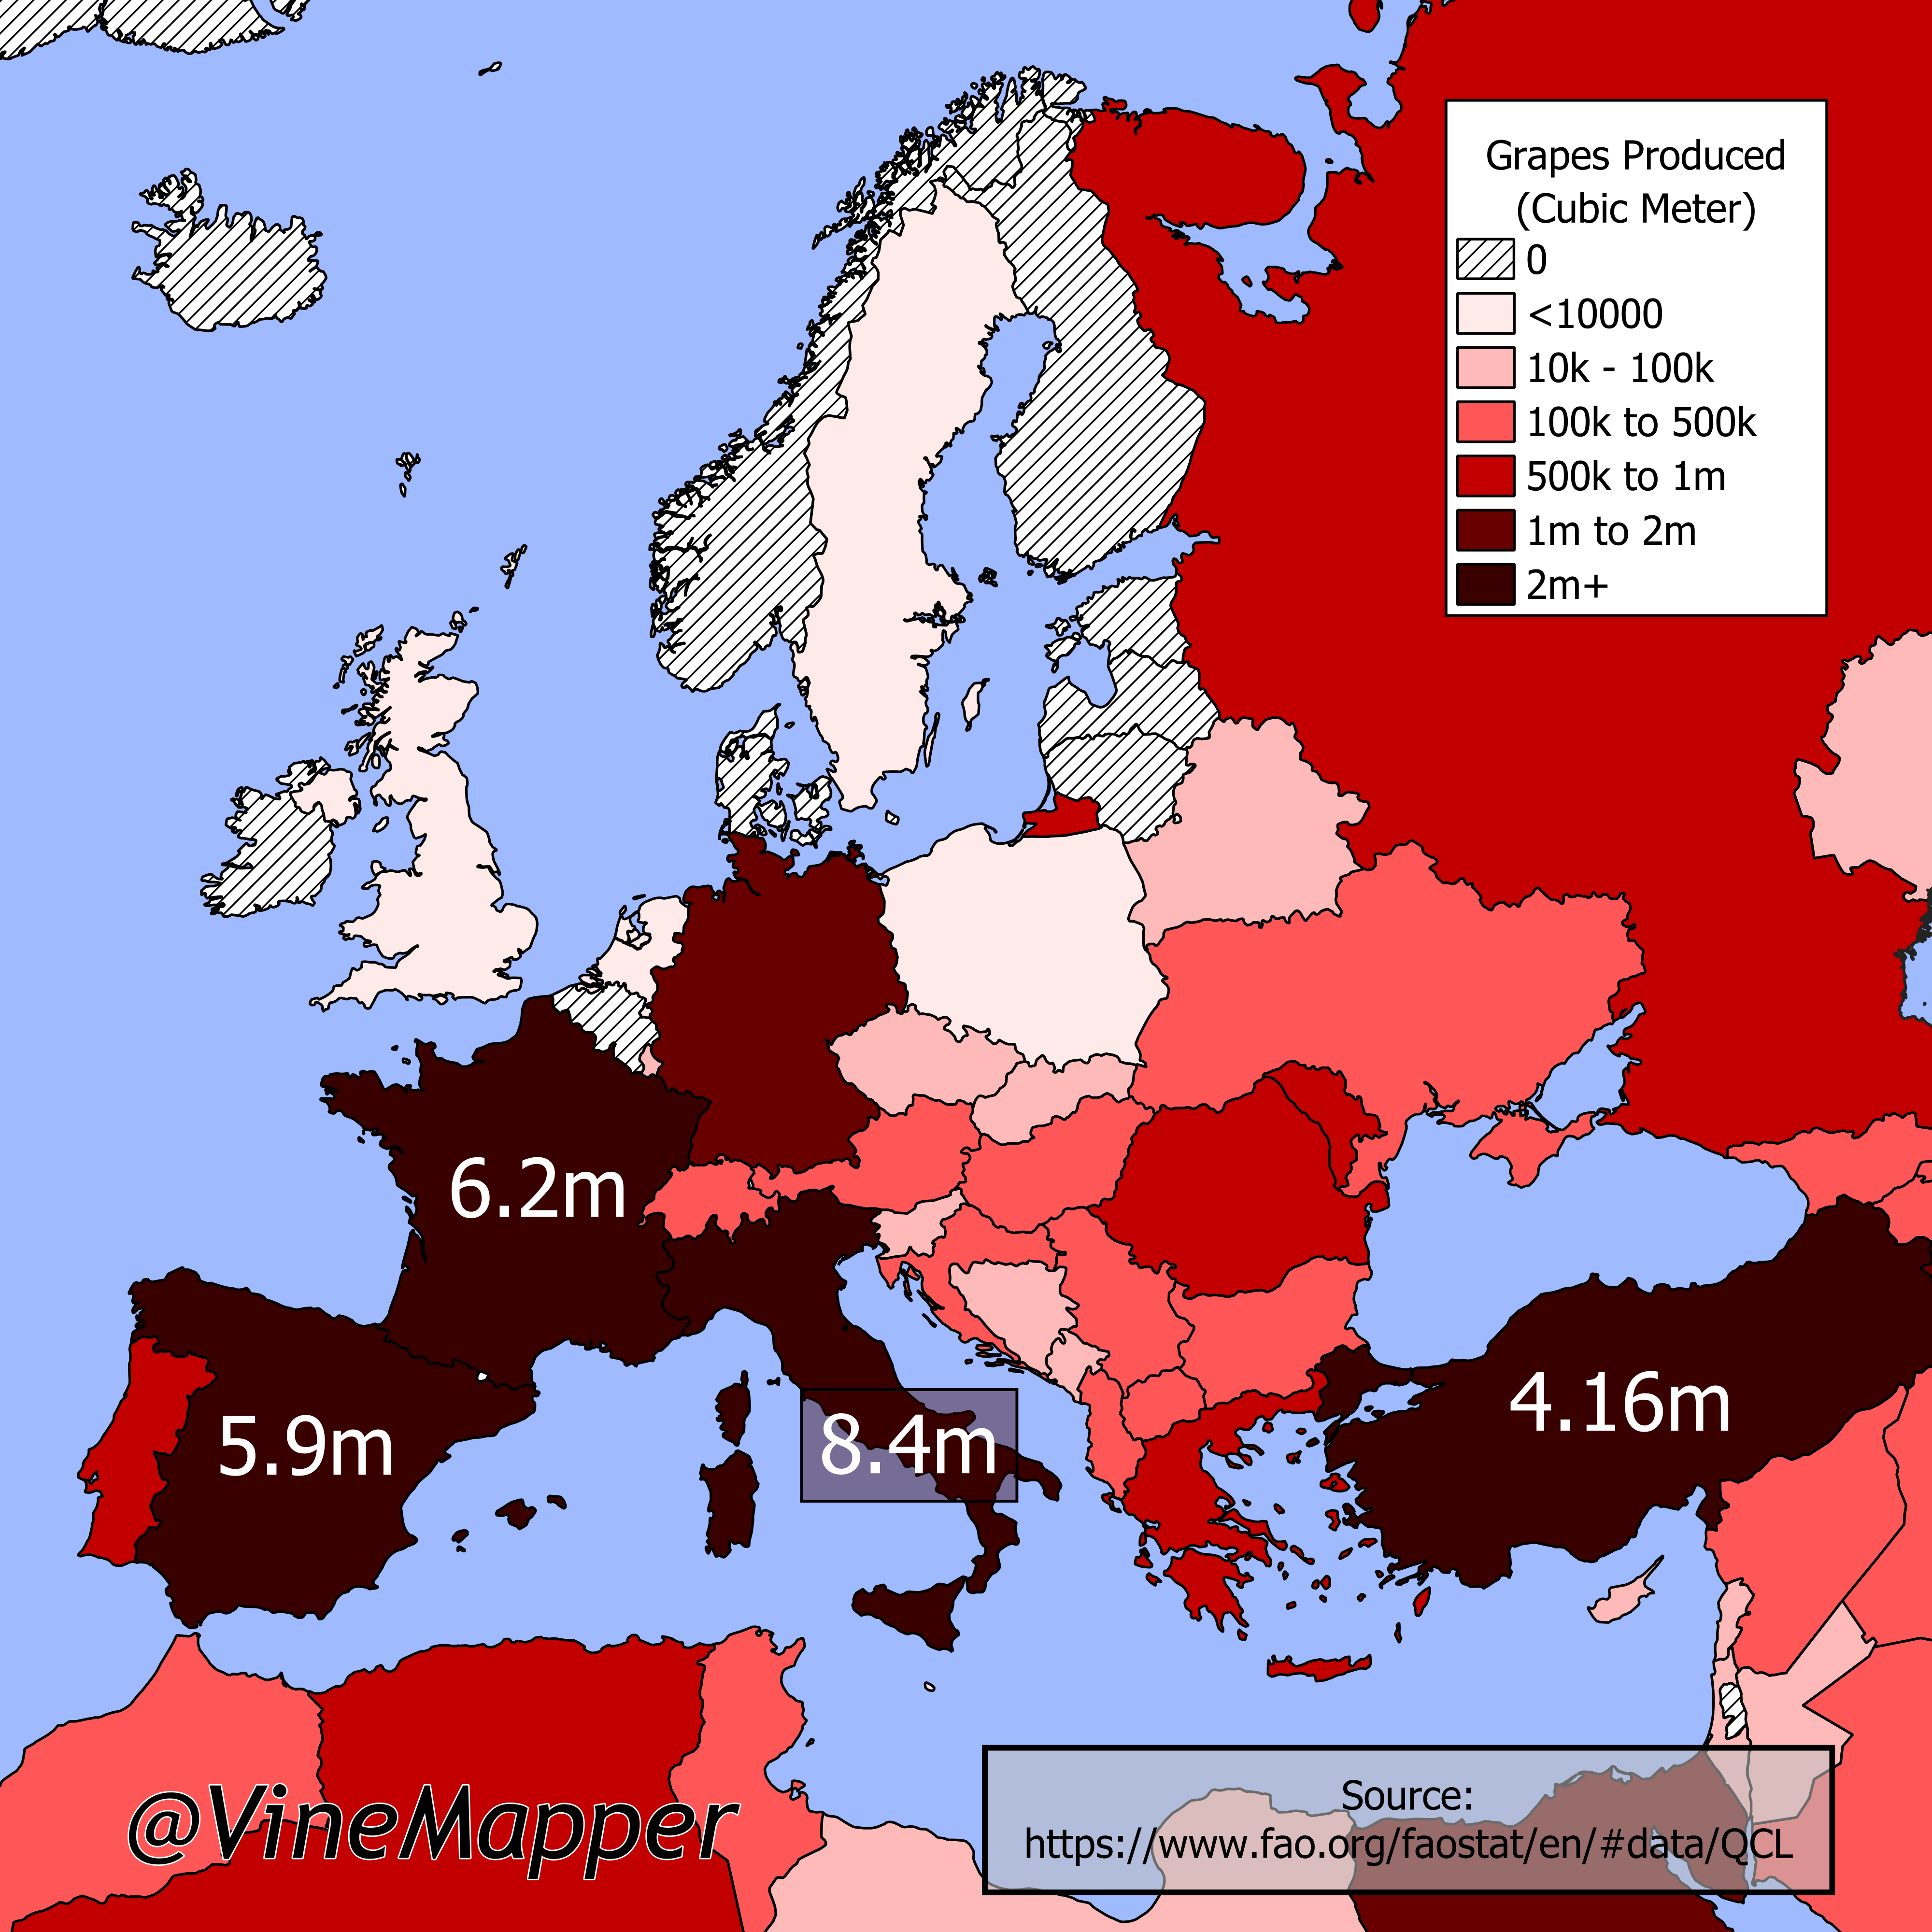 Grapes Produced
(Cubic Meter)
0
<10000
10k - 100k
100k to 500k
500k to 1m
1m to 2m
2m+
6.2m
5.9m
8.4m
4.16m
@VineMapper
Source:
https://www.fao.org/faostat/en/#data/QCL